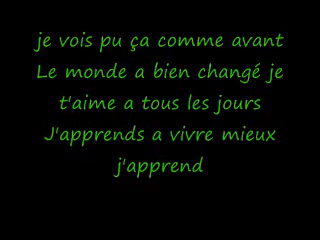 je vois pu ça comme avant
Le monde a bien changé je
t'aime a tous les jours
J'apprends a vivre mieux
j'apprend